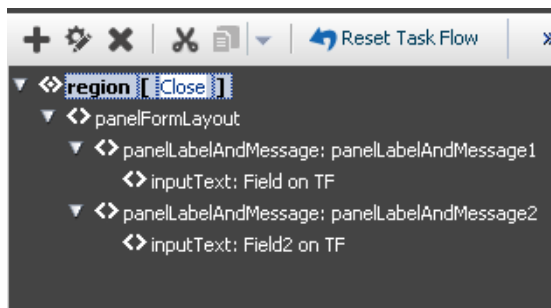 Reset Task Flow »
region [ Close ]
panelFormLayout
panelLabelAndMessage: panelLabelAndMessage1
inputText: Field on TF
panelLabelAndMessage: panelLabelAndMessage2
inputText: Field2 on TF